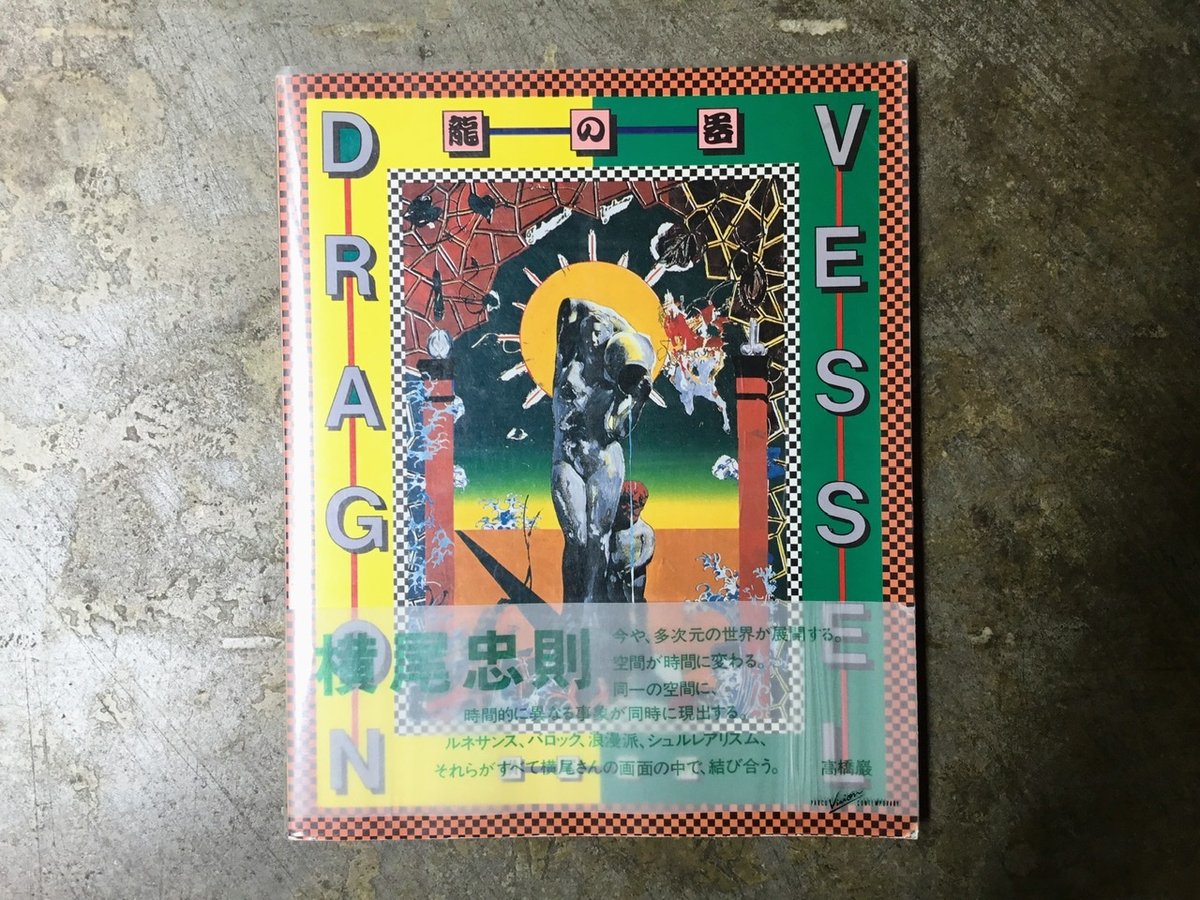 龍の器
DRAGON
VESSEL
横尾忠則
今や、多次元の世界が展開する。
空間が時間に変わる。
同一の空間に、
時間的に異なる事象が同時に現出する。
ルネサンス、バロック、浪漫派、シュルレアリスム、
それらがすべて横尾さんの画面の中で、結び合う。
高橋巖
PARCO Vision CONTEMPORARY